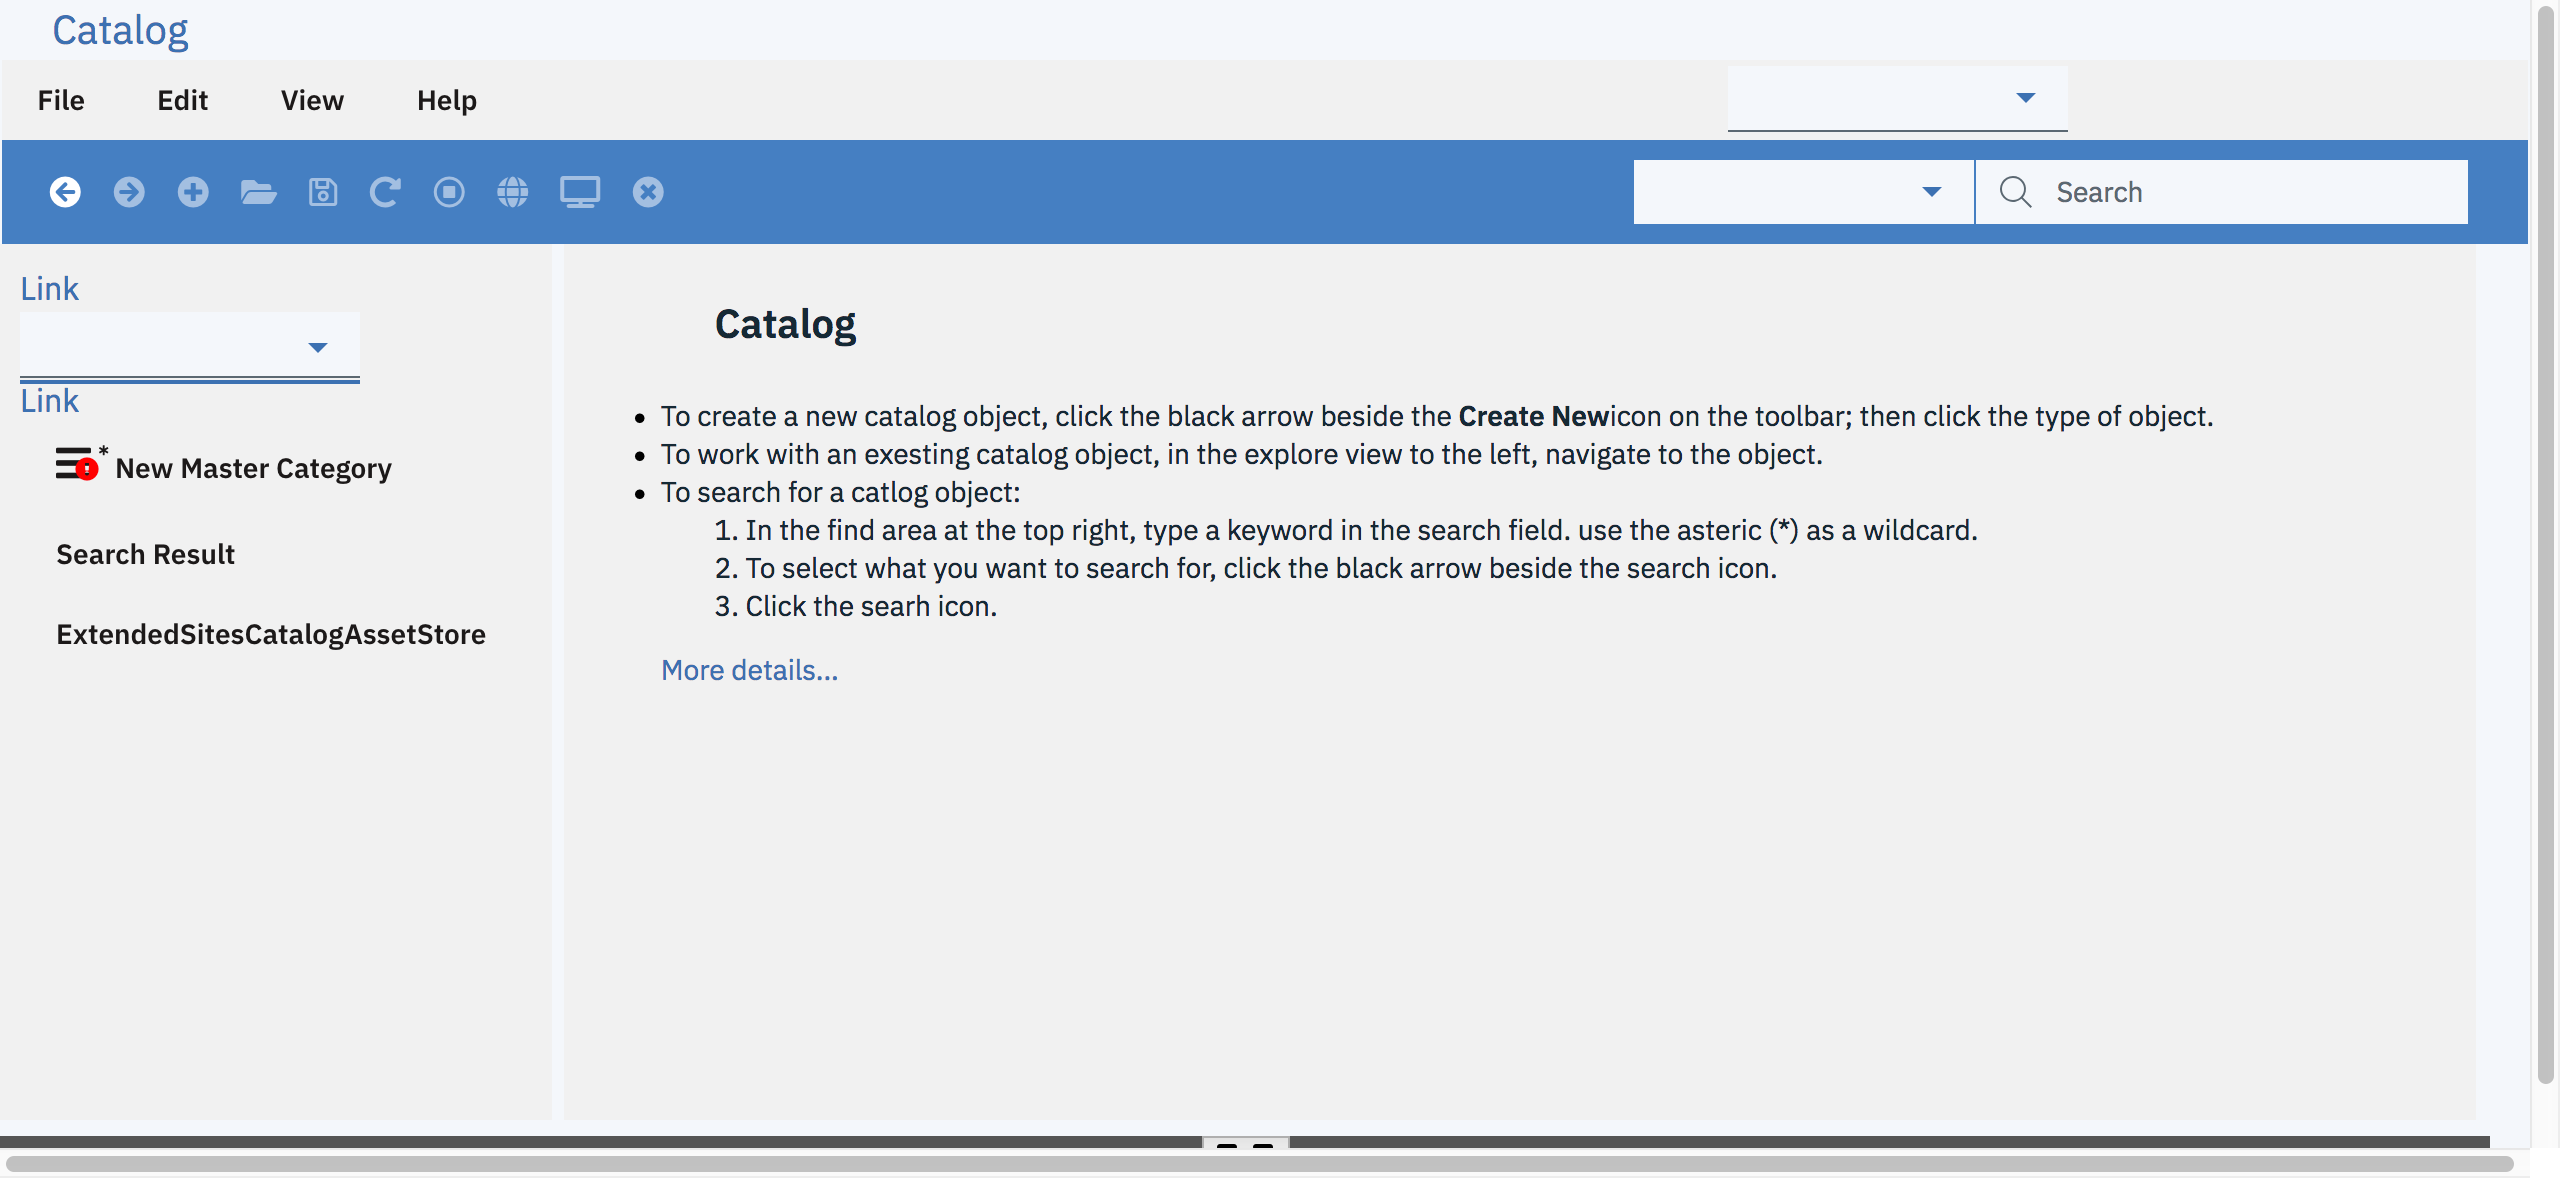 Catalog
File Edit View Help
Search
Link
Link
* New Master Category
Search Result
ExtendedSitesCatalogAssetStore
Catalog
• To create a new catalog object, click the black arrow beside the Create Newicon on the toolbar; then click the type of object.
• To work with an exesting catalog object, in the explore view to the left, navigate to the object.
• To search for a catlog object:
1. In the find area at the top right, type a keyword in the search field. use the asteric (*) as a wildcard.
2. To select what you want to search for, click the black arrow beside the search icon.
3. Click the searh icon.
More details...